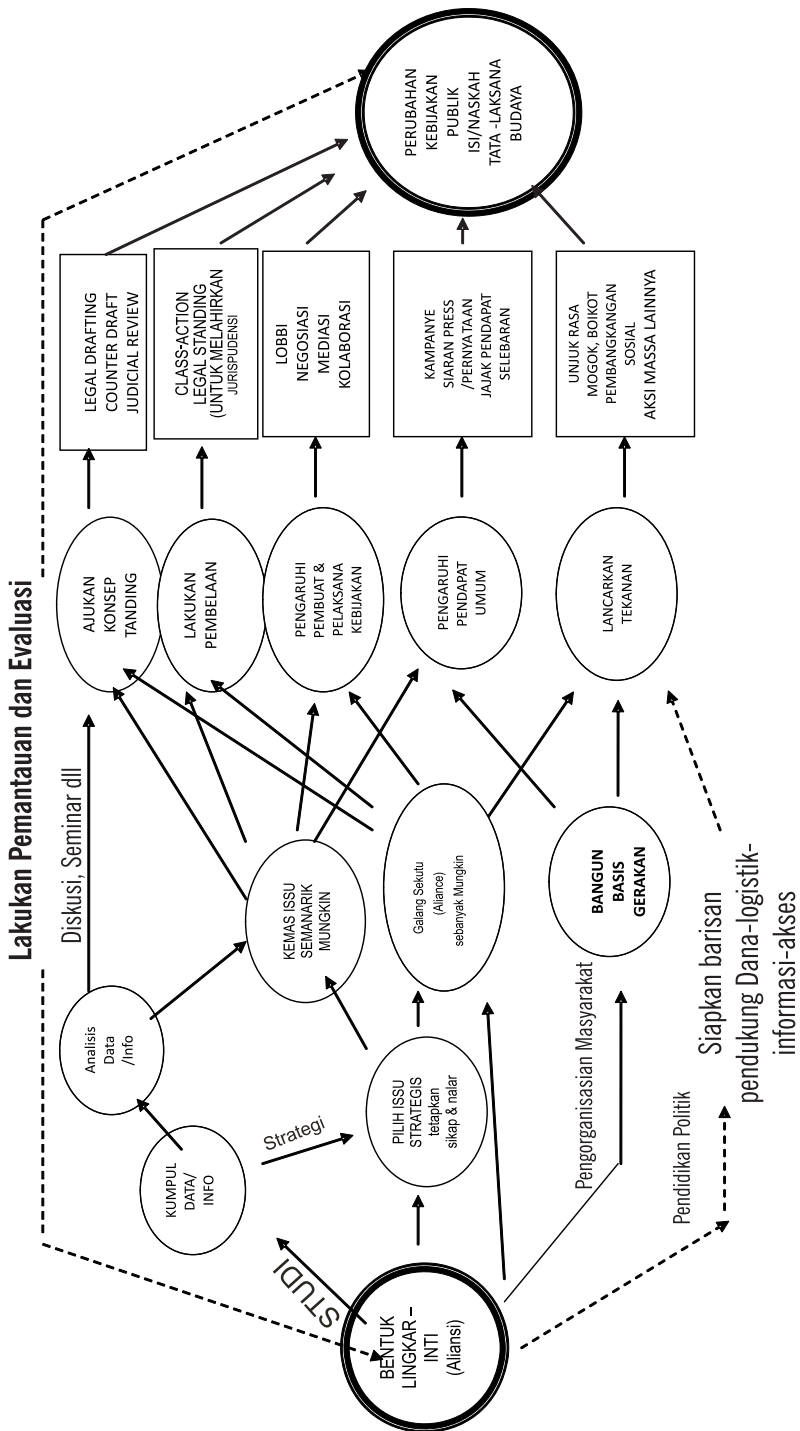 Lakukan Pemantauan dan Evaluasi
BENTUK
LINGKAR –
INTI
(Aliansi)
STUDI
KUMPUL
DATA/
INFO
Analisis
Data
/Info
Diskusi, Seminar dll
Strategi
PILIH ISSU
STRATEGIS
tetapkan
sikap & nalar
KEMAS ISSU
SEMANARIK
MUNGKIN
Galang Sekutu
(Aliance)
sebanyak Mungkin
Pengorganisasian Masyarakat
BANGUN
BASIS
GERAKAN
Pendidikan Politik
Siapkan barisan
pendukung Dana-logistik-
informasi-akses
AJUKAN
KONSEP
TANDING
LAKUKAN
PEMBELAAN
PENGARUHI
PEMBUAT &
PELAKSANA
KEBIJAKAN
PENGARUHI
PENDAPAT
UMUM
LANCARKAN
TEKANAN
LEGAL DRAFTING
COUNTER DRAFT
JUDICIAL REVIEW
CLASS-ACTION
LEGAL STANDING
(UNTUK MELAHIRKAN
JURISPUDENSI
LOBBI
NEGOSIASI
MEDIASI
KOLABORASI
KAMPANYE
SIARAN PRESS
/PERNYATAAN
JAJAK PENDAPAT
SELEBARAN
UNJUK RASA
MOGOK, BOIKOT
PEMBANGKANGAN
SOSIAL
AKSI MASSA LAINNYA
PERUBAHAN
KEBIJAKAN
PUBLIK
ISI/NASKAH
TATA -LAKSANA
BUDAYA